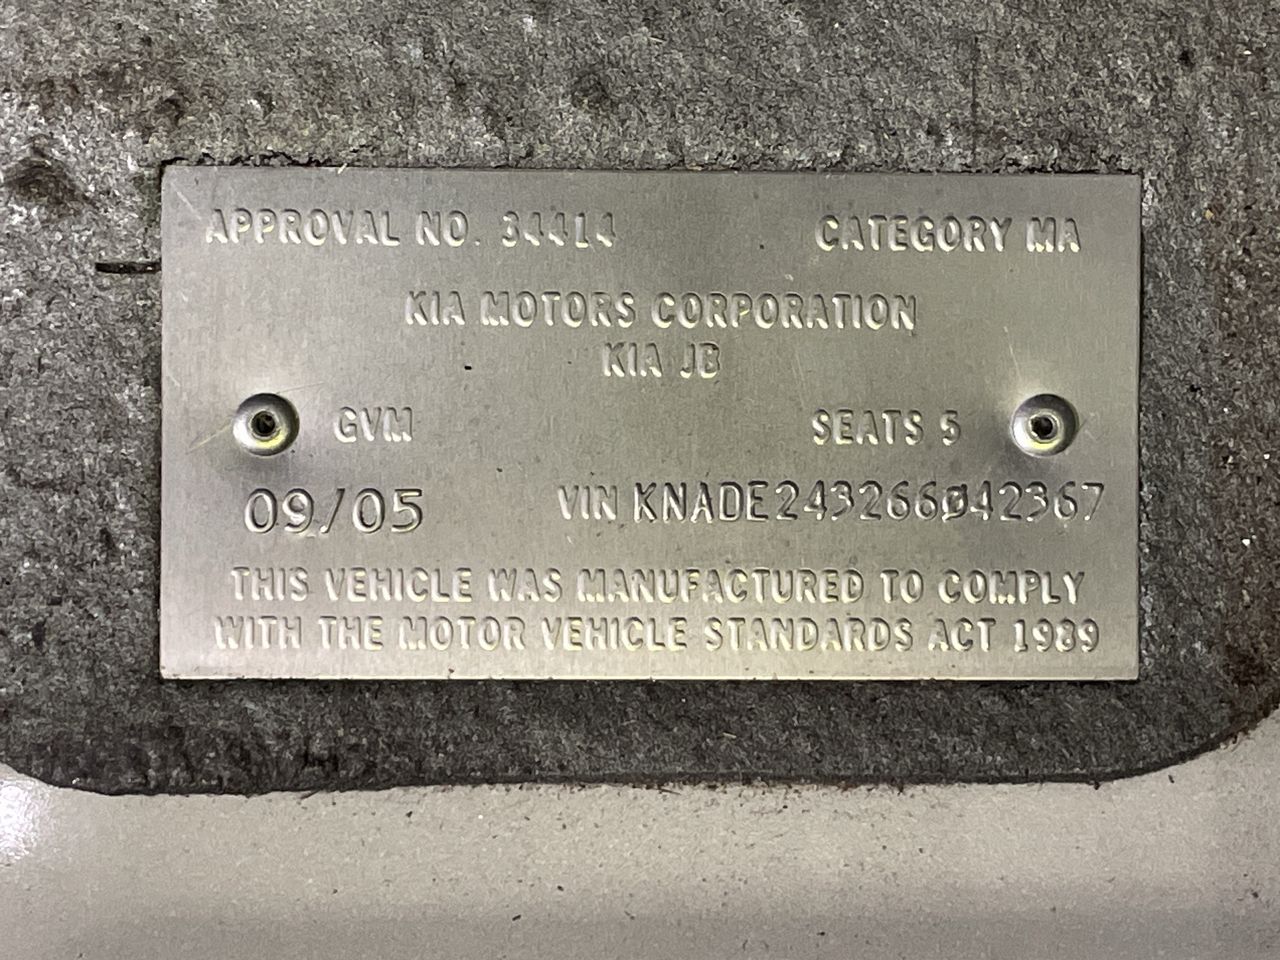 APPROVAL NO. 34414 CATEGORY MA
KIA MOTORS CORPORATION
KIA JB
GVM SEATS 5
09/05 VIN KNADE243266042367
THIS VEHICLE WAS MANUFACTURED TO COMPLY
WITH THE MOTOR VEHICLE STANDARDS ACT 1989